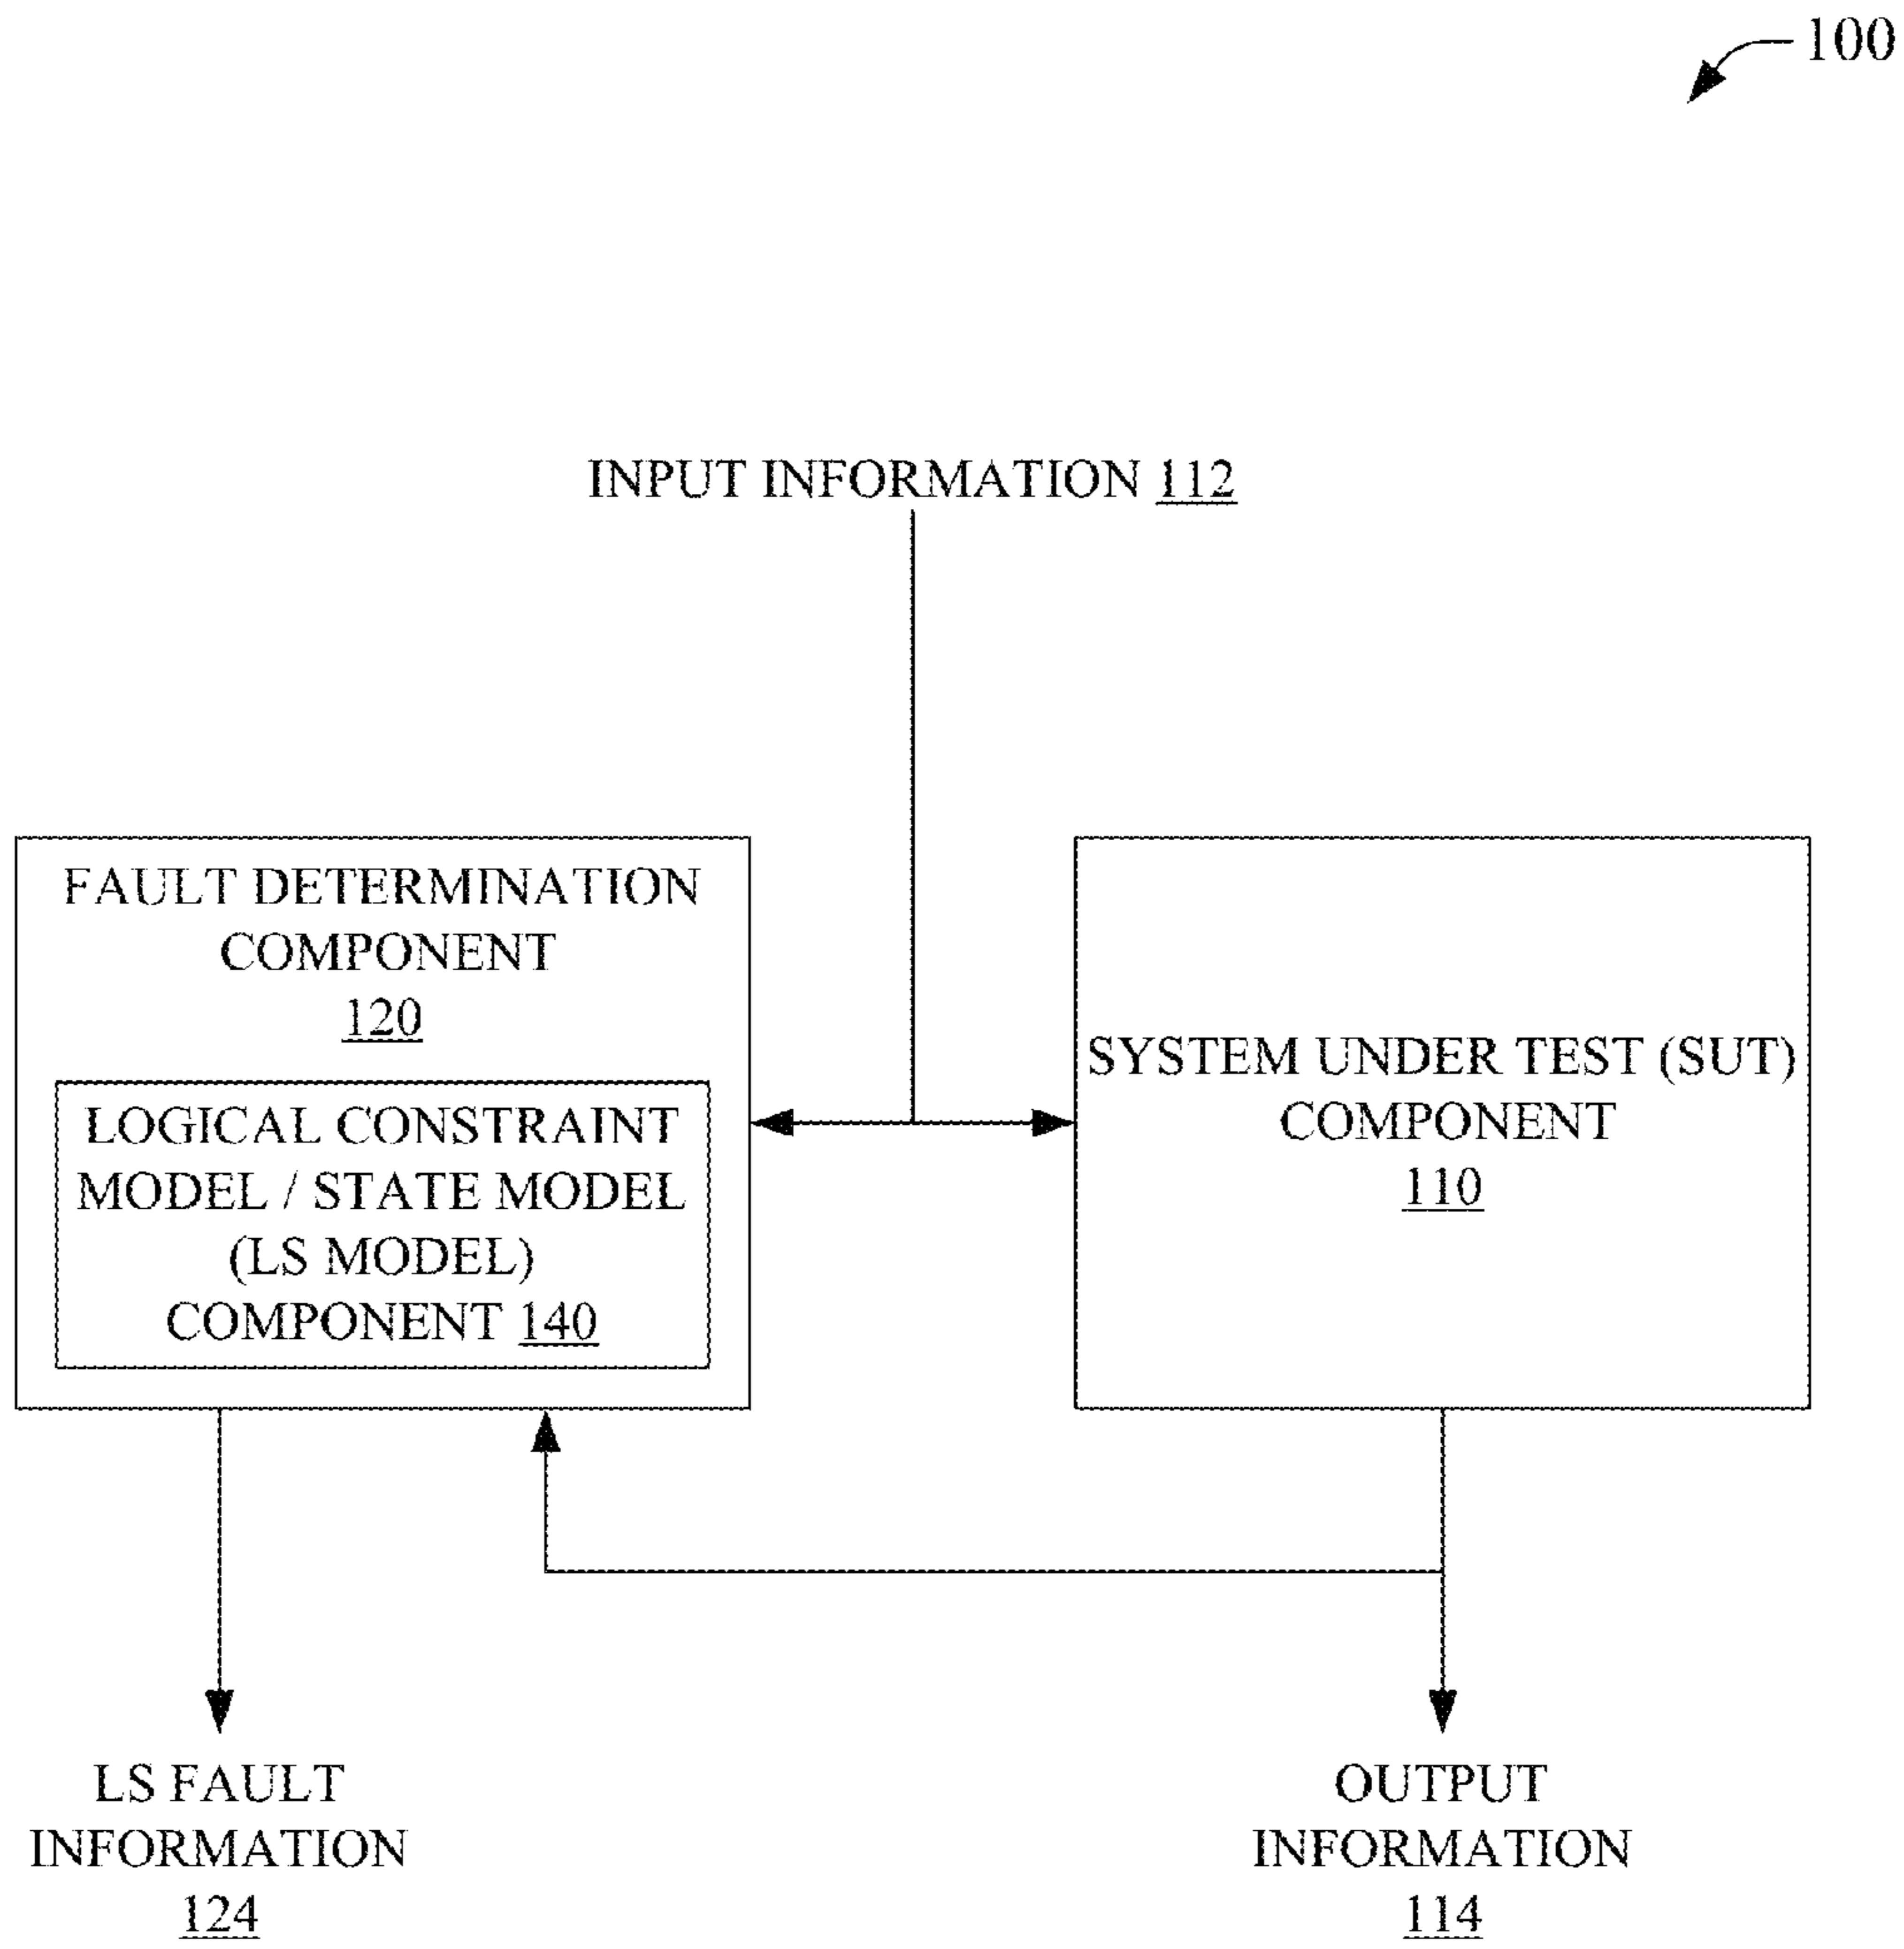 100
INPUT INFORMATION 112
FAULT DETERMINATION
COMPONENT
120
LOGICAL CONSTRAINT
MODEL / STATE MODEL
(LS MODEL)
COMPONENT 140
SYSTEM UNDER TEST (SUT)
COMPONENT
110
LS FAULT
INFORMATION
124
OUTPUT
INFORMATION
114